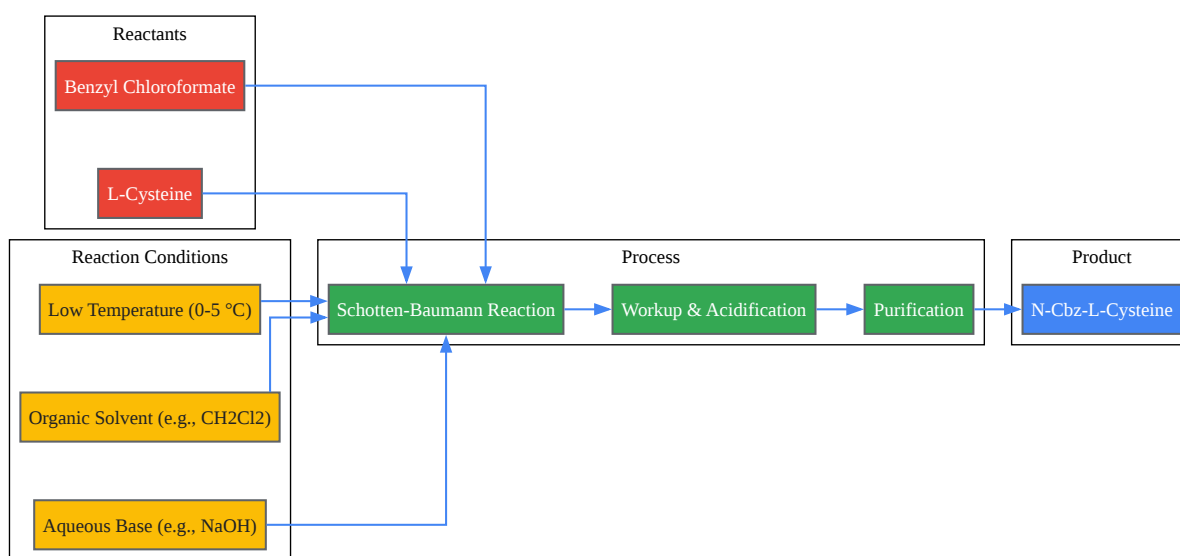 Reactants
Benzyl Chloroformate
L-Cysteine
Reaction Conditions
Low Temperature (0-5 °C)
Organic Solvent (e.g., CH2Cl2)
Aqueous Base (e.g., NaOH)
Process
Schotten-Baumann Reaction
Workup & Acidification
Purification
Product
N-Cbz-L-Cysteine